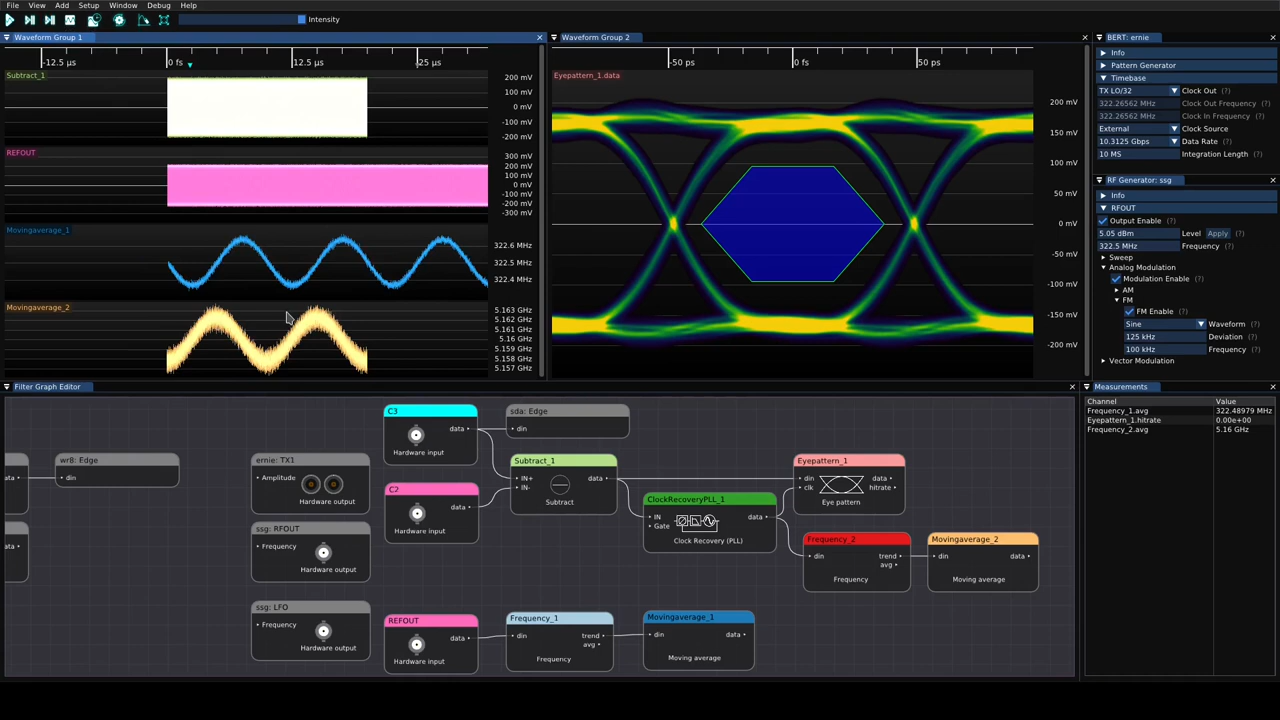 File View Add Setup Window Debug Help
Intensity
Waveform Group 1
-12.5 µs 0 fs 12.5 µs 25 µs
Subtract_1
200 mV
100 mV
0 mV
-100 mV
-200 mV
REFOUT
300 mV
200 mV
100 mV
0 mV
-100 mV
-200 mV
-300 mV
Movingaverage_1
322.6 MHz
322.5 MHz
322.4 MHz
Movingaverage_2
5.163 GHz
5.162 GHz
5.161 GHz
5.16 GHz
5.159 GHz
5.158 GHz
5.157 GHz
Waveform Group 2
-50 ps 0 fs 50 ps
Eyepattern_1.data
200 mV
150 mV
100 mV
50 mV
0 mV
-50 mV
-100 mV
-150 mV
-200 mV
BERT: ernie
Info
Pattern Generator
Timebase
TX LO/32 Clock Out (?)
322.26562 MHz Clock Out Frequency (?)
322.26562 MHz Clock In Frequency (?)
External Clock Source (?)
10.3125 Gbps Data Rate (?)
10 MS Integration Length (?)
RF Generator: ssg
Info
RFOUT
Output Enable (?)
5.05 dBm Level Apply (?)
322.5 MHz Frequency (?)
Sweep
Analog Modulation
Modulation Enable (?)
AM
FM
FM Enable (?)
Sine Waveform (?)
125 kHz Deviation (?)
100 kHz Frequency (?)
Vector Modulation
Filter Graph Editor
ata
ata
wr8: Edge
din
ernie: TX1
Amplitude
Hardware output
ssg: RFOUT
Frequency
Hardware output
ssg: LFO
Frequency
Hardware output
C3
data
Hardware input
C2
data
Hardware input
REFOUT
data
Hardware input
sda: Edge
din
Subtract_1
IN+ data
IN-
Subtract
ClockRecoveryPLL_1
IN data
Gate
Clock Recovery (PLL)
Eyepattern_1
din data
clk hitrate
Eye pattern
Frequency_2
din trend
avg
Frequency
Movingaverage_2
din data
Moving average
Frequency_1
din trend
avg
Frequency
Movingaverage_1
din data
Moving average
Measurements
Channel Value
Frequency_1.avg 322.48979 MHz
Eyepattern_1.hitrate 0.00e+00
Frequency_2.avg 5.16 GHz